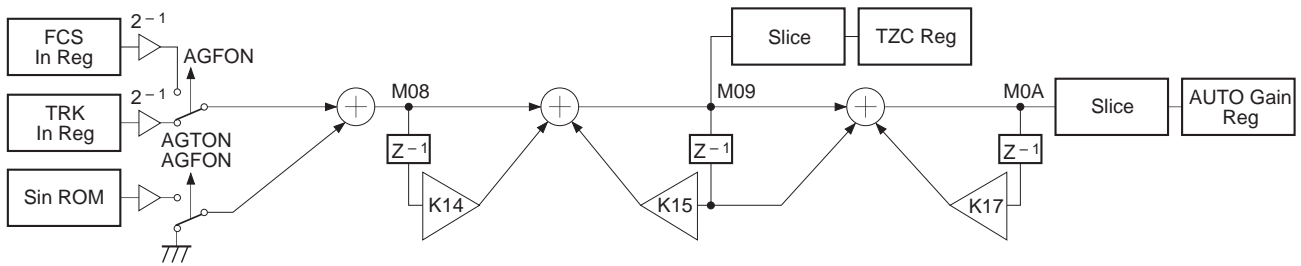 2⁻¹
FCS
In Reg
AGFON
2⁻¹
TRK
In Reg
AGTON
AGFON
Sin ROM
M08
Z⁻¹
K14
Slice
TZC Reg
M09
Z⁻¹
K15
M0A
Z⁻¹
K17
Slice
AUTO Gain
Reg